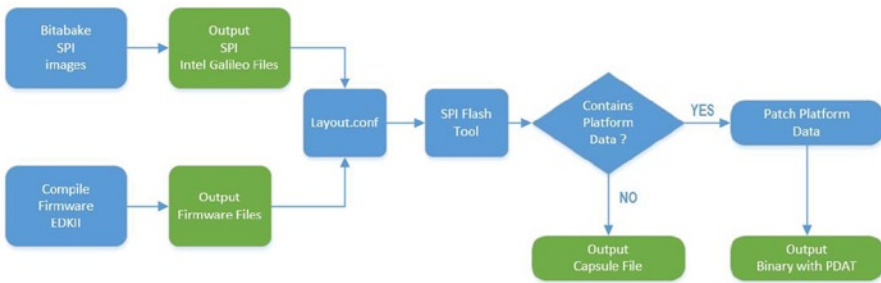 Bitabake
SPI
images
Output
SPI
Intel Galileo Files
Layout.conf
SPI Flash
Tool
Contains
Platform
Data ?
YES
Patch Platform
Data
Compile
Firmware
EDKII
Output
Firmware Files
NO
Output
Capsule File
Output
Binary with PDAT